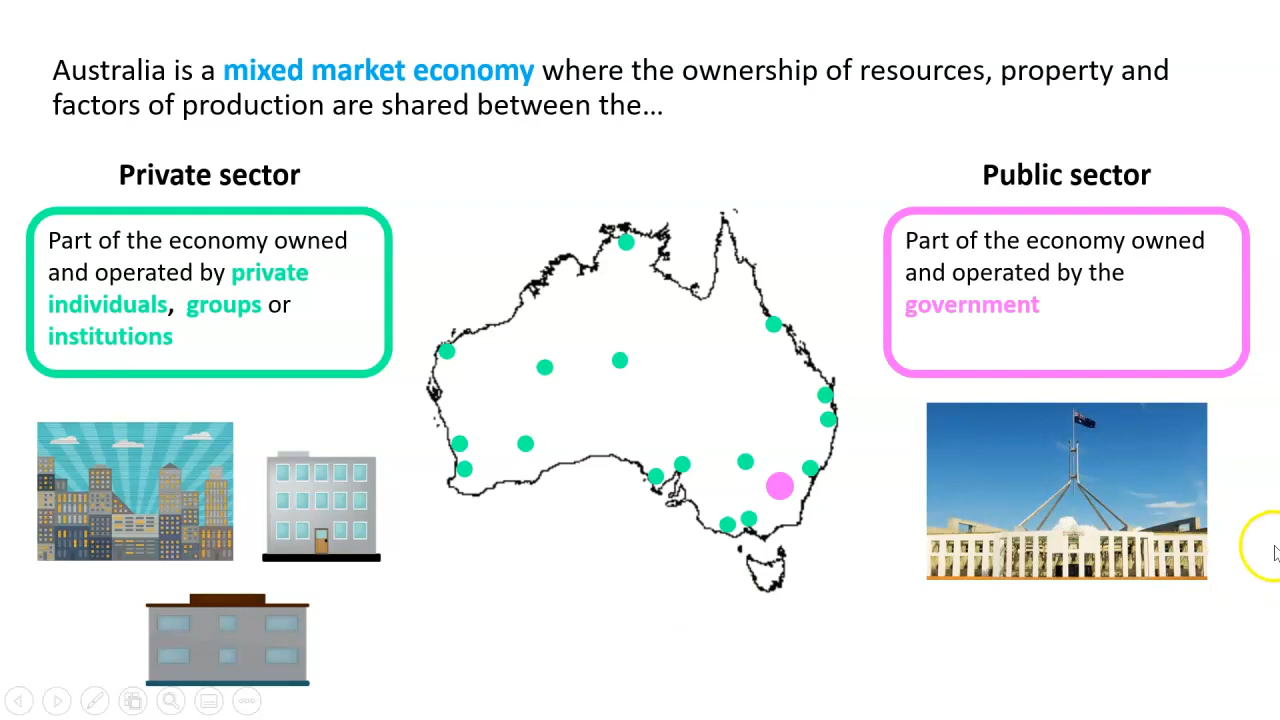 Australia is a mixed market economy where the ownership of resources, property and
factors of production are shared between the…
Private sector
Part of the economy owned
and operated by private
individuals, groups or
institutions
Public sector
Part of the economy owned
and operated by the
government